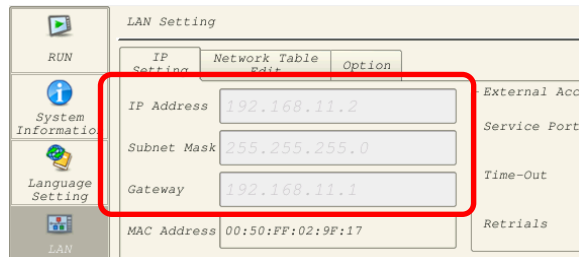 LAN Setting
RUN
IP Setting
Network Table Edit
Option
System
Information
IP Address 192.168.11.2
External Acc
Service Port
Subnet Mask 255.255.255.0
Language
Setting
Gateway 192.168.11.1
Time-Out
MAC Address 00:50:FF:02:9F:17
Retrials
LAN